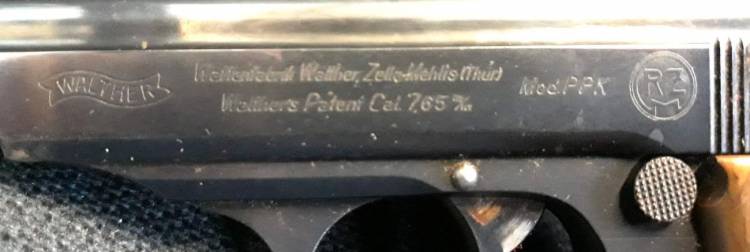 WALTHER
Waffenfabrik Walther, Zella-Mehlis (Thür)
Walther's Patent Cal. 7,65 m/m
Mod. PPK
RZM